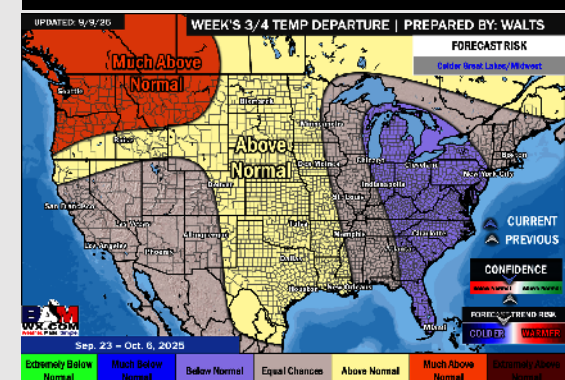 UPDATED: 9/9/25
WEEK'S 3/4 TEMP DEPARTURE | PREPARED BY: WALTS
FORECAST RISK
Colder Great Lakes/Midwest
Much Above
Normal
Seattle
Bismarck
Minneapolis
Boise
Above
Normal
Boston
Chicago
Cleveland
New York City
Des Moines
Denver
Indianapolis
San Francisco
St. Louis
Las Vegas
CURRENT
PREVIOUS
Los Angeles
Albuquerque
Tulsa
Memphis
Charlotte
Phoenix
Atlanta
Dallas
CONFIDENCE
Houston
New Orleans
BAM
WX.COM
Miami
FORECAST TREND RISK
COLDER
WARMER
Sep. 23 - Oct. 6, 2025
Extremely Below
Normal
Much Below
Normal
Below Normal
Equal Chances
Above Normal
Much Above
Normal
Extremely Above
Normal